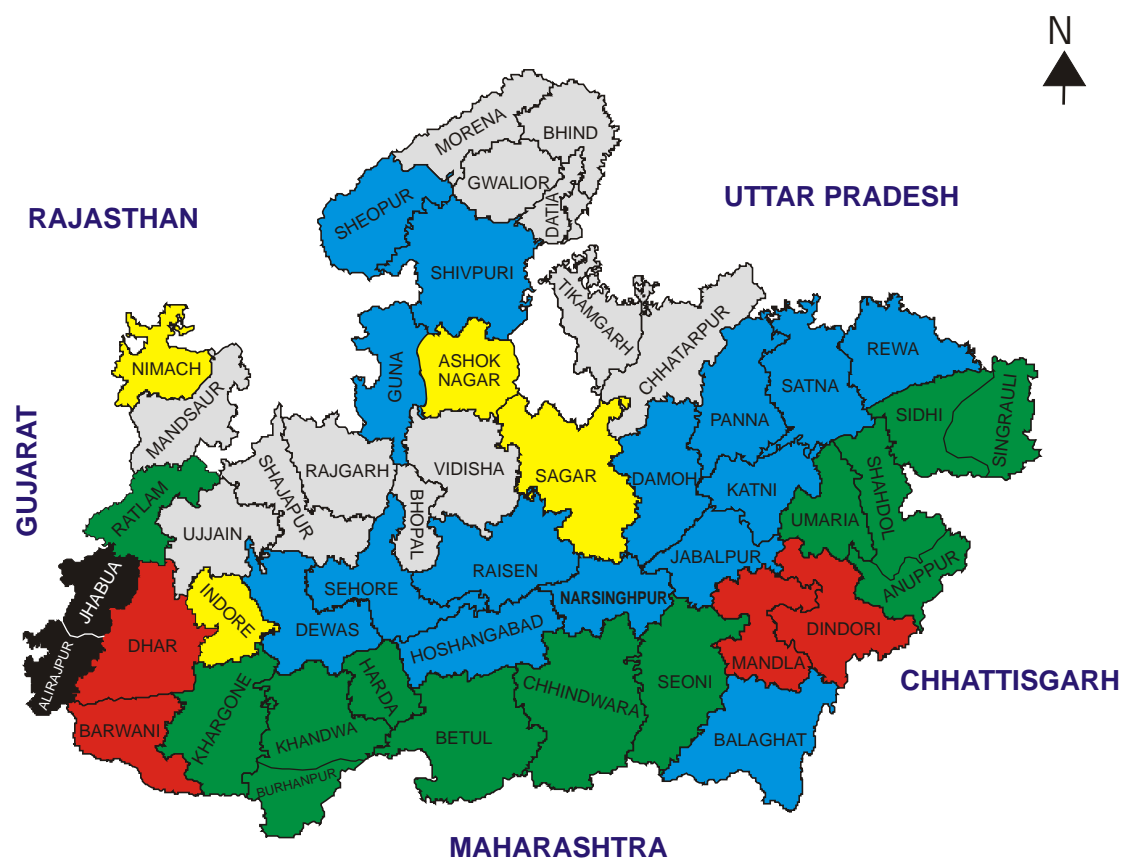 N
MORENA
BHIND
GWALIOR
DATIA
UTTAR PRADESH
RAJASTHAN
SHEOPUR
SHIVPURI
TIKAMGARH
CHHATARPUR
NIMACH
MANDSAUR
GUNA
ASHOK
NAGAR
PANNA
SATNA
REWA
SIDHI
SINGRAULI
GUJARAT
RATLAM
SHAJAPUR
RAJGARH
VIDISHA
BHOPAL
SAGAR
DAMOH
KATNI
UMARIA
SHAHDOL
ANUPPUR
UJJAIN
JHABUA
INDORE
SEHORE
RAISEN
JABALPUR
NARSINGHPUR
DEWAS
HOSHANGABAD
DHAR
ALIRAJPUR
DINDORI
MANDLA
CHHATTISGARH
BARWANI
KHARGONE
HARDA
KHANDWA
BURHANPUR
BETUL
CHHINDWARA
SEONI
BALAGHAT
MAHARASHTRA